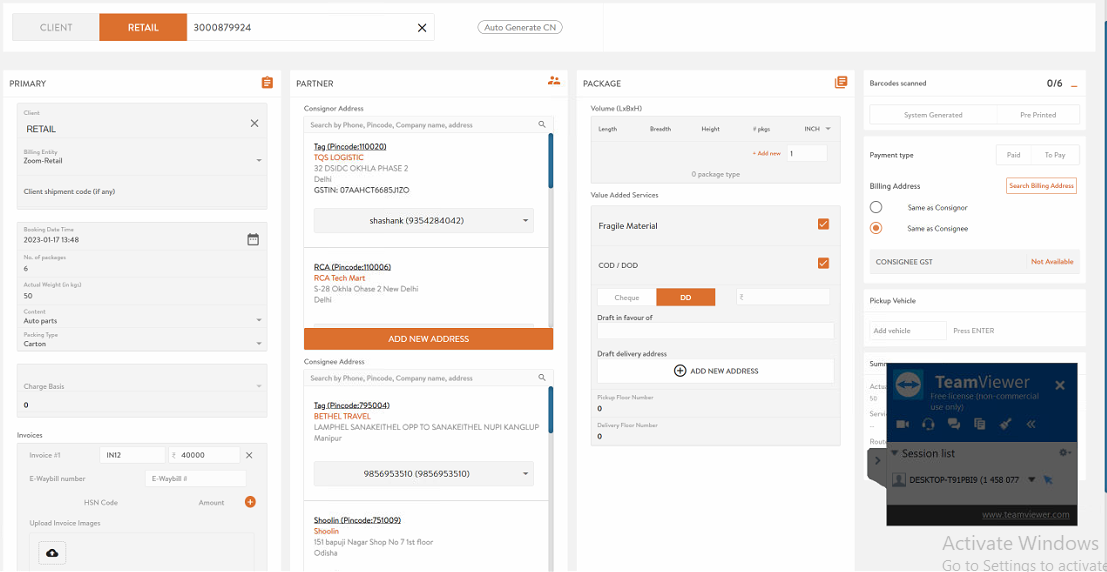 CLIENT
RETAIL
3000879924
Auto Generate CN
PRIMARY
Client
RETAIL
Billing Entity
Zoom-Retail
Client shipment code (if any)
Booking Date Time
2023-01-17 13:48
No. of packages
6
Actual Weight (in kgs)
50
Content
Auto parts
Packing Type
Carton
Charge Basis
0
Invoices
Invoice #1
IN12
₹ 40000
E-Waybill number
E-Waybill #
HSN Code
Amount
Upload Invoice Images
PARTNER
Consignor Address
Search by Phone, Pincode, Company name, address
Tag (Pincode:110020)
TQS LOGISTIC
32 DSIDC OKHLA PHASE 2
Delhi
GSTIN: 07AAHCT6685J1ZO
shashank (9354284042)
RCA (Pincode:110006)
RCA Tech Mart
S-28 Okhla Ohase 2 New Delhi
Delhi
ADD NEW ADDRESS
Consignee Address
Search by Phone, Pincode, Company name, address
Tag (Pincode:795004)
BETHEL TRAVEL
LAMPHEL SANAKEITHEL OPP TO SANAKEITHEL NUPI KANGLUP
Manipur
9856953510 (9856953510)
Shoolin (Pincode:751009)
Shoolin
151 bapuji Nagar Shop No 7 1st floor
Odisha
PACKAGE
Volume (LxBxH)
Length
Breadth
Height
# pkgs
INCH
+ Add new
1
0 package type
Value Added Services
Fragile Material
COD / DOD
Cheque
DD
₹
Draft in favour of
Draft delivery address
ADD NEW ADDRESS
Pickup Floor Number
0
Delivery Floor Number
0
Barcodes scanned
0/6
System Generated
Pre Printed
Payment type
Paid
To Pay
Billing Address
Search Billing Address
Same as Consignor
Same as Consignee
CONSIGNEE GST
Not Available
Pickup Vehicle
Add vehicle
Press ENTER
Summ
Actua
50
Servi
--
Rout
TeamViewer
Free license (non-commercial
use only)
Session list
DESKTOP-T91PBI9 (1 458 077
www.teamviewer.com
Activate Windows
Go to Settings to activate